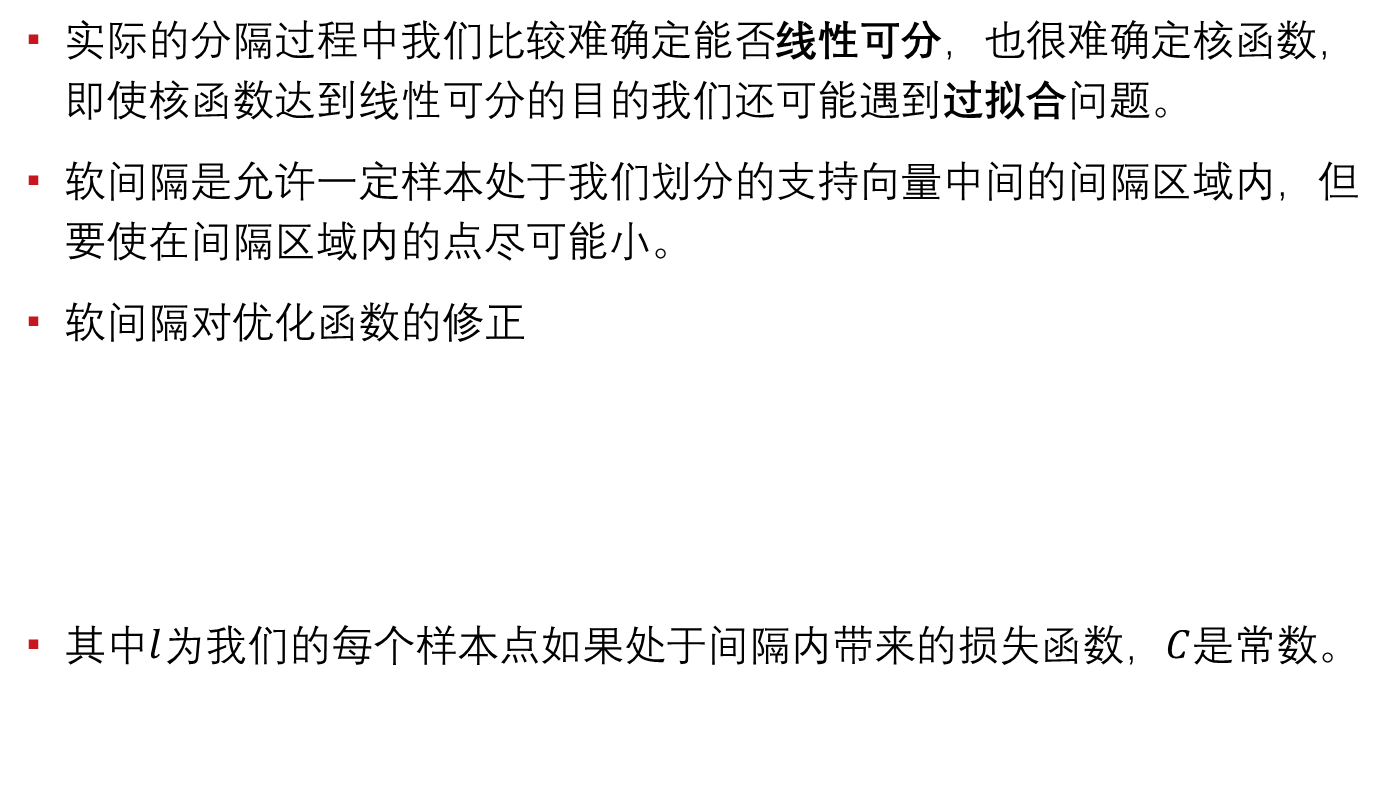 ▪ 实际的分隔过程中我们比较难确定能否线性可分，也很难确定核函数，
即使核函数达到线性可分的目的我们还可能遇到过拟合问题。
▪ 软间隔是允许一定样本处于我们划分的支持向量中间的间隔区域内，但
要使在间隔区域内的点尽可能小。
▪ 软间隔对优化函数的修正
▪ 其中l为我们的每个样本点如果处于间隔内带来的损失函数，C是常数。